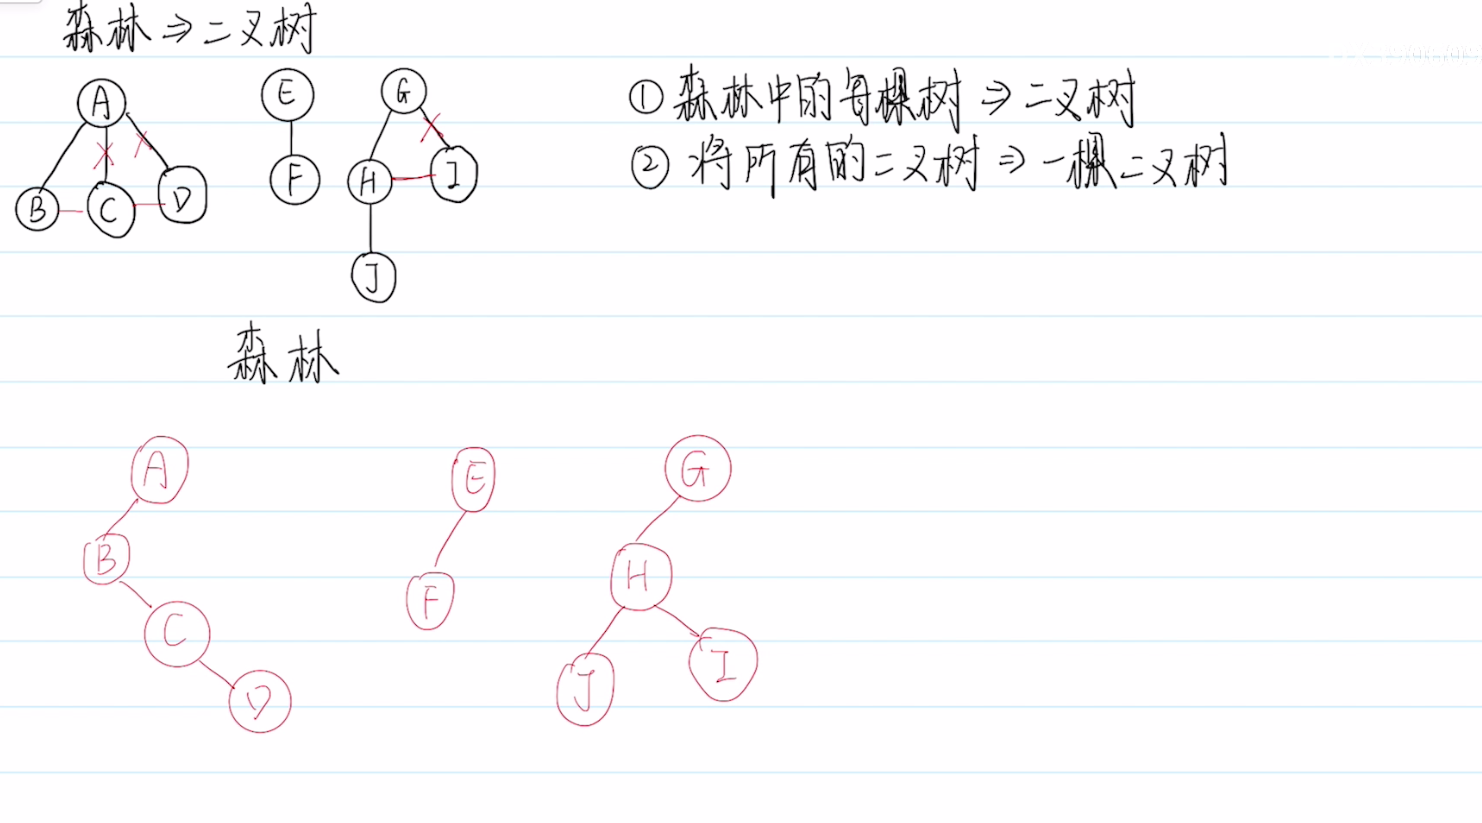 森林⇒二叉树
A E G
① 森林中的每棵树⇒二叉树
② 将所有的二叉树⇒一棵二叉树
B C D F H I
J
森林
A E G
B F H
C J I
D